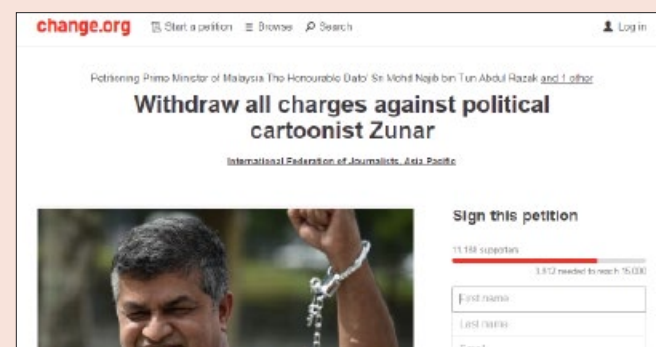 change.org Start a petition Browse Search Log in
Petitioning Prime Minister of Malaysia The Honourable Dato' Sri Mohd Najib bin Tun Abdul Razak and 1 other
Withdraw all charges against political
cartoonist Zunar
International Federation of Journalists, Asia Pacific
Sign this petition
supporters
needed to reach 15,000
First name
Last name